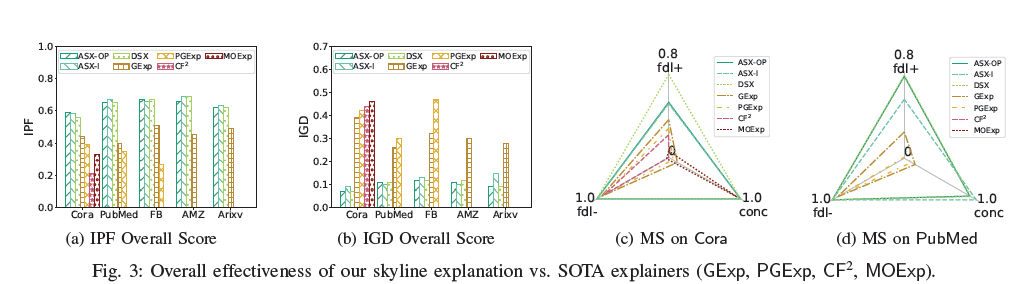 1.0
0.8
0.6
0.4
0.2
0.0
IPF
ASX-OP DSX PGExp MOExp
ASX-I GExp CF²
Cora PubMed FB AMZ Arixv
(a) IPF Overall Score
0.7
0.6
0.5
0.4
0.3
0.2
0.1
0.0
IGD
ASX-OP DSX PGExp MOExp
ASX-I GExp CF²
Cora PubMed FB AMZ Arixv
(b) IGD Overall Score
0.8
fdl+
0
1.0
fdl-
1.0
conc
ASX-OP
ASX-I
DSX
GExp
PGExp
CF²
MOExp
(c) MS on Cora
0.8
fdl+
0
1.0
fdl-
1.0
conc
ASX-OP
ASX-I
DSX
GExp
PGExp
CF²
MOExp
(d) MS on PubMed
Fig. 3: Overall effectiveness of our skyline explanation vs. SOTA explainers (GExp, PGExp, CF², MOExp).